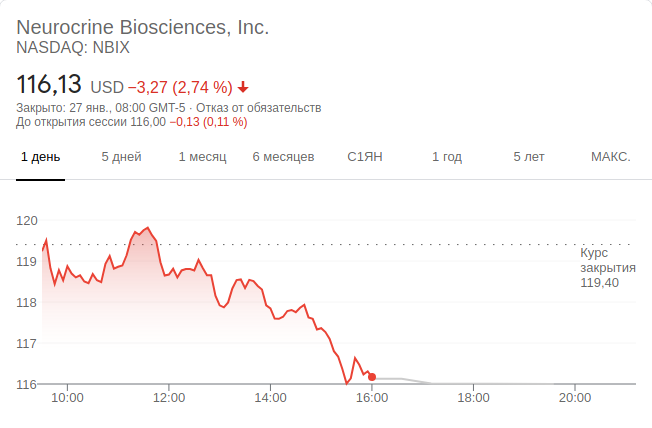 Neurocrine Biosciences, Inc.
NASDAQ: NBIX
116,13 USD −3,27 (2,74 %)
Закрыто: 27 янв., 08:00 GMT-5 · Отказ от обязательств
До открытия сессии 116,00 −0,13 (0,11 %)
1 день 5 дней 1 месяц 6 месяцев С1ЯН 1 год 5 лет МАКС.
120
119
118
117
116
Курс
закрытия
119,40
10:00 12:00 14:00 16:00 18:00 20:00